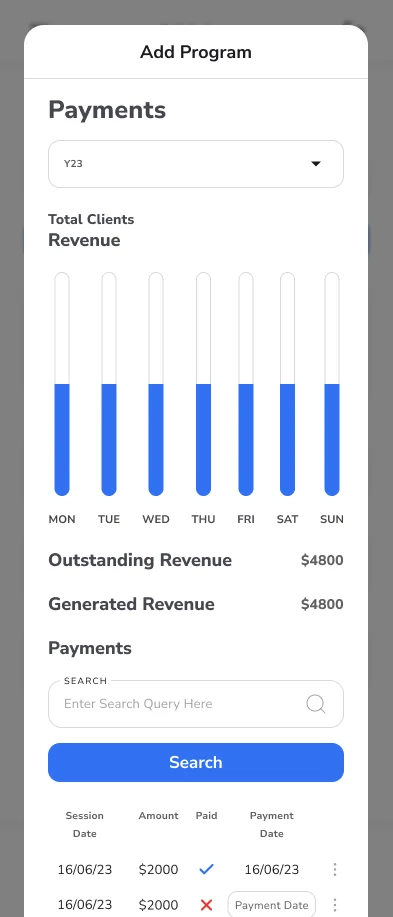 Add Program
Payments
Y23
Total Clients
Revenue
MON TUE WED THU FRI SAT SUN
Outstanding Revenue $4800
Generated Revenue $4800
Payments
SEARCH
Enter Search Query Here
Search
Session Date Amount Paid Payment Date
16/06/23 $2000 16/06/23
16/06/23 $2000 Payment Date